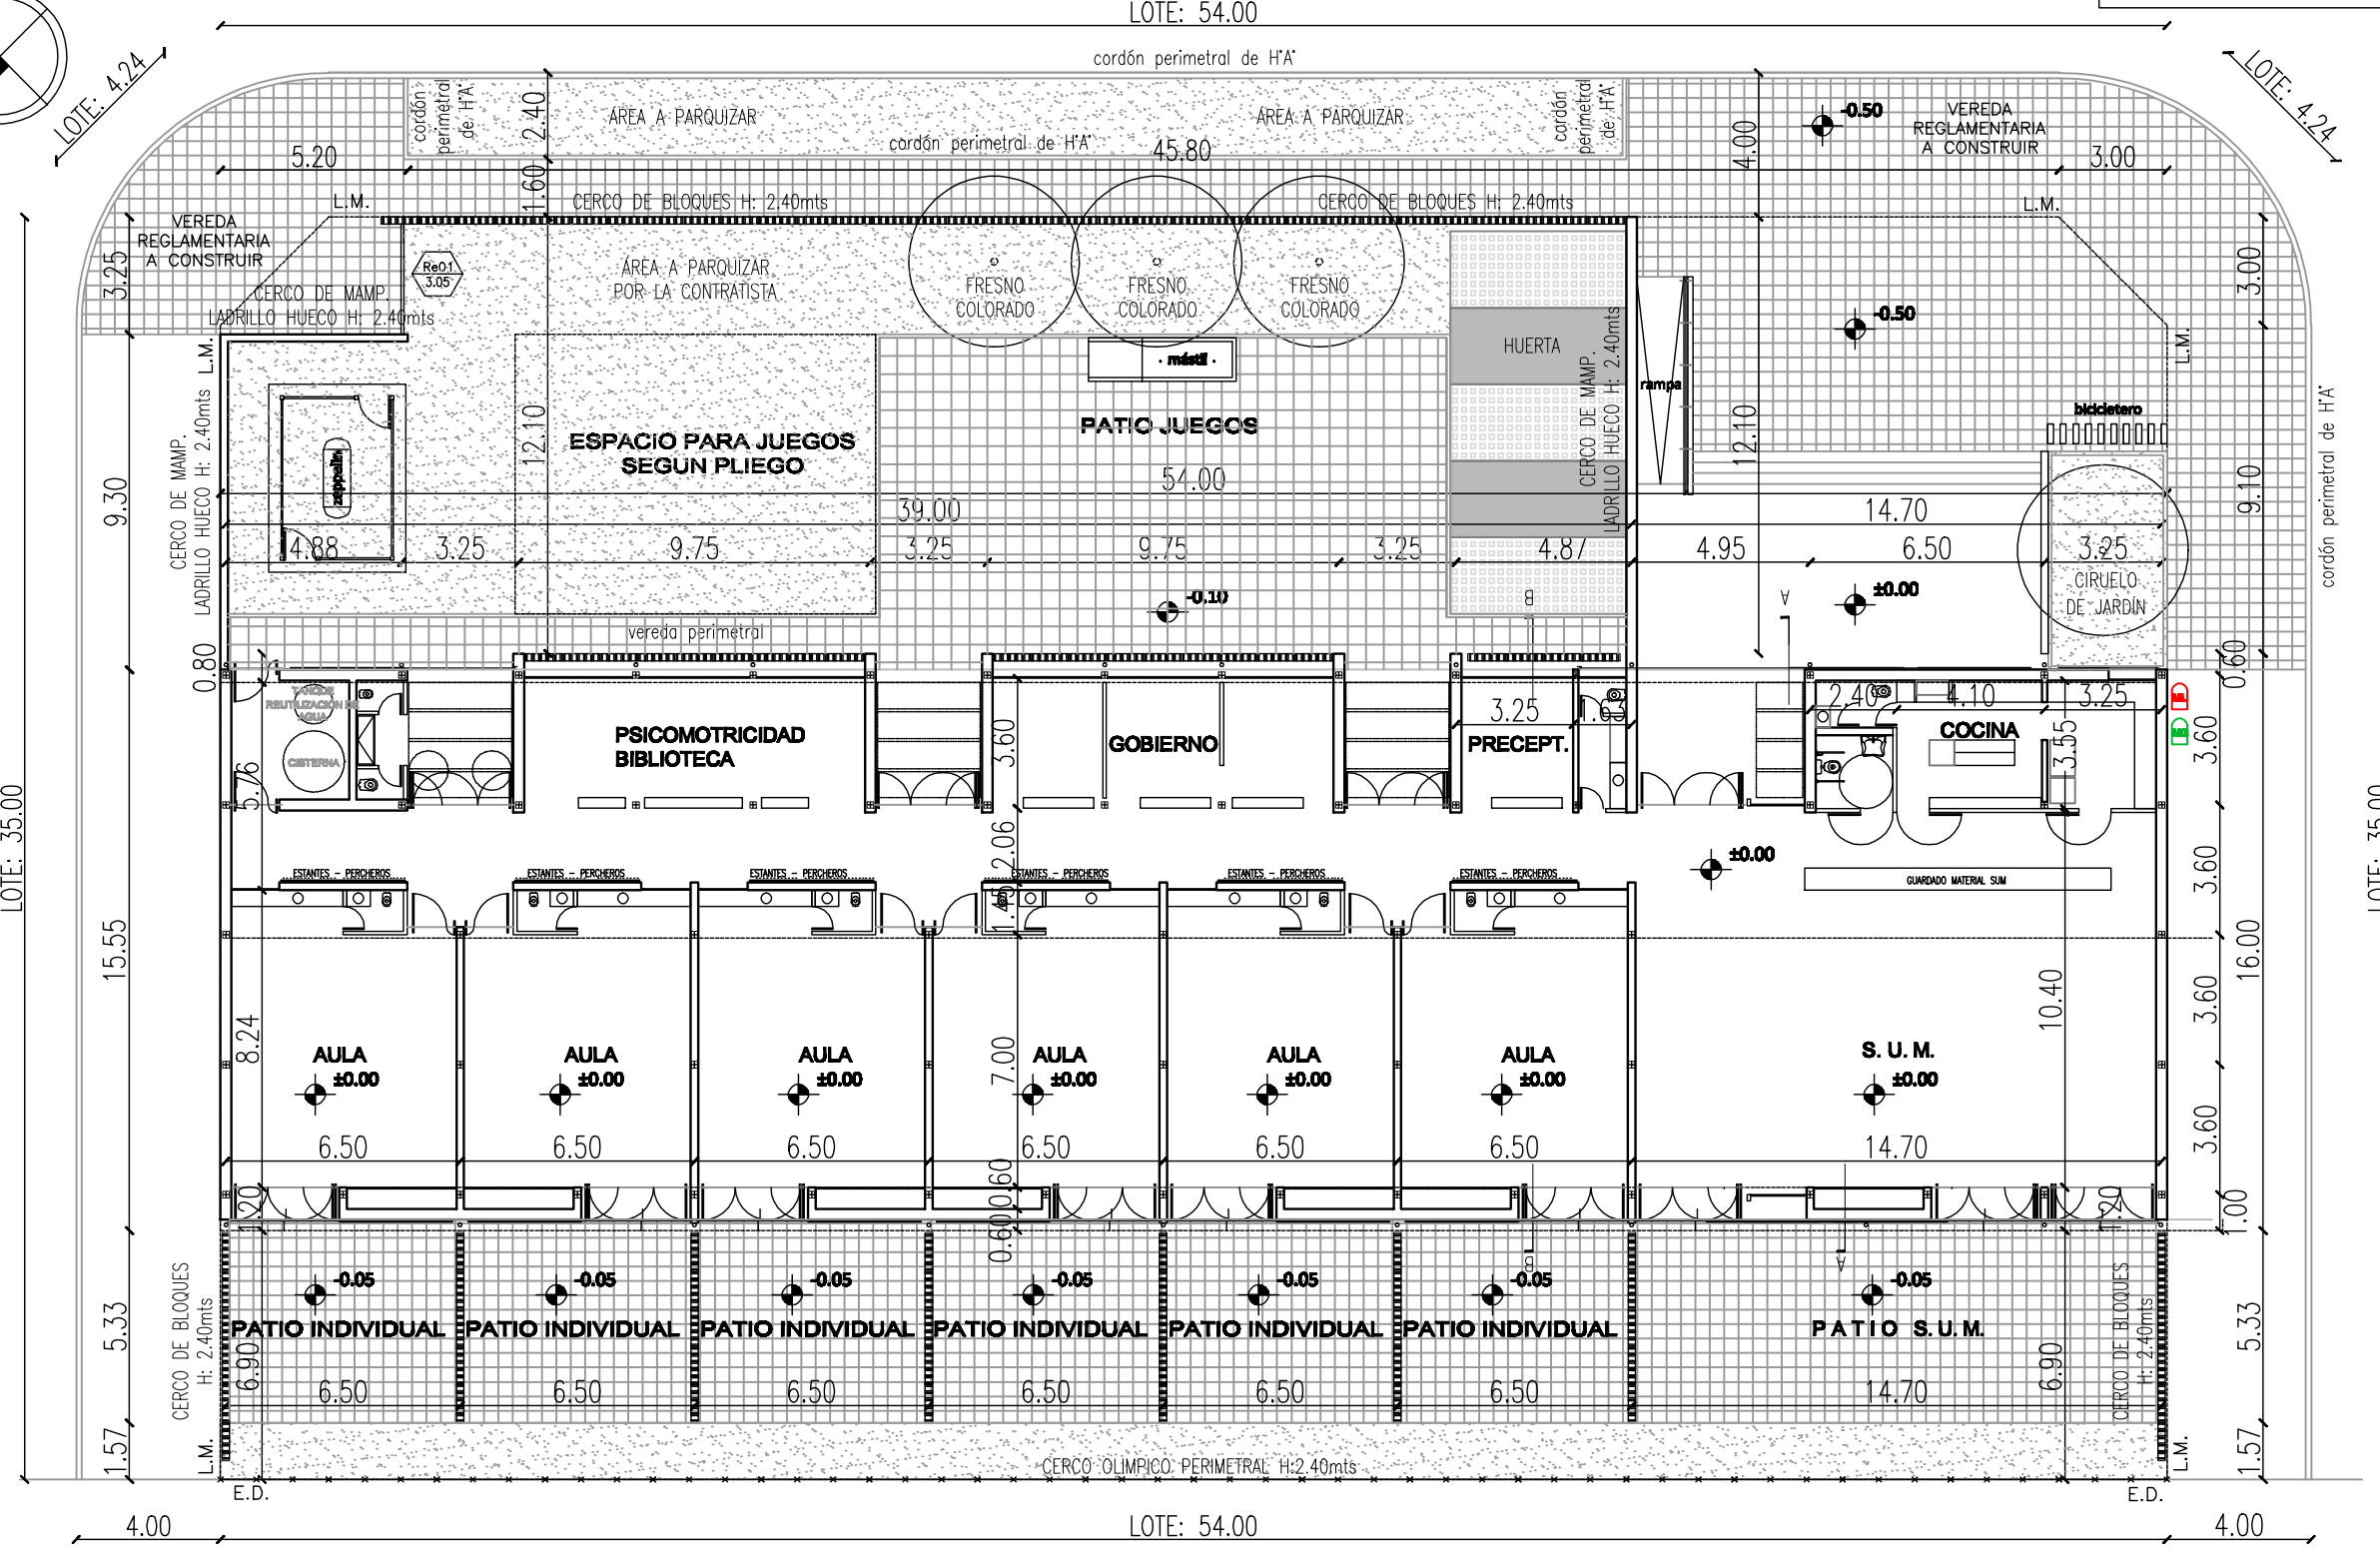 LOTE: 54.00
LOTE: 4.24
LOTE: 4.24
cordón perimetral de H°A°
cordón
perimetral
de H°A°
2.40
ÁREA A PARQUIZAR
ÁREA A PARQUIZAR
cordón
perimetral
de H°A°
cordón perimetral de H°A°
45.80
-0.50
VEREDA
REGLAMENTARIA
A CONSTRUIR
4.00
3.00
5.20
1.60
L.M.
CERCO DE BLOQUES H: 2.40mts
CERCO DE BLOQUES H: 2.40mts
L.M.
VEREDA
REGLAMENTARIA
A CONSTRUIR
3.25
Re01
3.05
ÁREA A PARQUIZAR
POR LA CONTRATISTA
FRESNO
COLORADO
FRESNO
COLORADO
FRESNO
COLORADO
CERCO DE MAMP.
LADRILLO HUECO H: 2.40mts
3.00
-0.50
L.M.
L.M.
HUERTA
CERCO DE MAMP.
LADRILLO HUECO H: 2.40mts
mástil
rampa
bicicletero
cordón perimetral de H°A°
CERCO DE MAMP.
LADRILLO HUECO H: 2.40mts
zeppelin
12.10
ESPACIO PARA JUEGOS
SEGUN PLIEGO
PATIO JUEGOS
12.10
54.00
39.00
14.70
9.30
9.10
4.88
3.25
9.75
3.25
9.75
3.25
4.87
4.95
6.50
3.25
CIRUELO
DE JARDÍN
-0.10
B
A
±0.00
vereda perimetral
0.80
0.60
TANQUE
REUTILIZACIÓN DE
AGUA
CISTERNA
3.76
PSICOMOTRICIDAD
BIBLIOTECA
3.60
GOBIERNO
3.25
1.63
PRECEPT.
2.40
4.10
3.25
COCINA
3.55
3.60
LOTE: 35.00
LOTE: 35.00
2.06
±0.00
3.60
ESTANTES - PERCHEROS
ESTANTES - PERCHEROS
ESTANTES - PERCHEROS
ESTANTES - PERCHEROS
ESTANTES - PERCHEROS
ESTANTES - PERCHEROS
GUARDADO MATERIAL SUM
1.45
15.55
16.00
8.24
7.00
10.40
3.60
AULA
±0.00
AULA
±0.00
AULA
±0.00
AULA
±0.00
AULA
±0.00
AULA
±0.00
S. U. M.
±0.00
3.60
6.50
6.50
6.50
6.50
6.50
6.50
14.70
1.20
0.60
0.60
1.20
1.00
CERCO DE BLOQUES
H: 2.40mts
-0.05
-0.05
-0.05
-0.05
-0.05
-0.05
-0.05
B
A
5.33
PATIO INDIVIDUAL
PATIO INDIVIDUAL
PATIO INDIVIDUAL
PATIO INDIVIDUAL
PATIO INDIVIDUAL
PATIO INDIVIDUAL
PATIO S.U.M.
CERCO DE BLOQUES
H: 2.40mts
5.33
6.90
6.50
6.50
6.50
6.50
6.50
6.50
14.70
6.90
1.57
L.M.
CERCO OLIMPICO PERIMETRAL H:2.40mts
L.M.
1.57
E.D.
E.D.
4.00
LOTE: 54.00
4.00